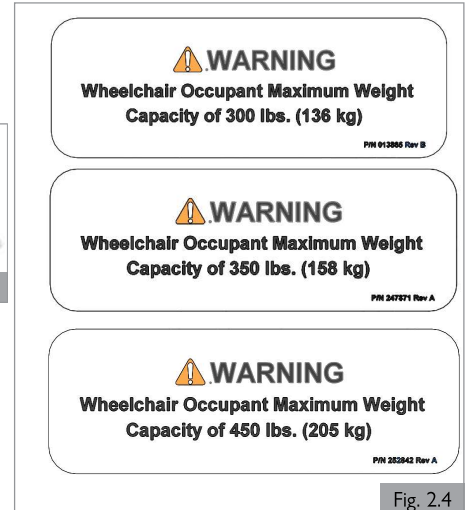 WARNING
Wheelchair Occupant Maximum Weight
Capacity of 300 lbs. (136 kg)
P/N 013865 Rev B
WARNING
Wheelchair Occupant Maximum Weight
Capacity of 350 lbs. (158 kg)
P/N 247871 Rev A
WARNING
Wheelchair Occupant Maximum Weight
Capacity of 450 lbs. (205 kg)
P/N 252842 Rev A
Fig. 2.4